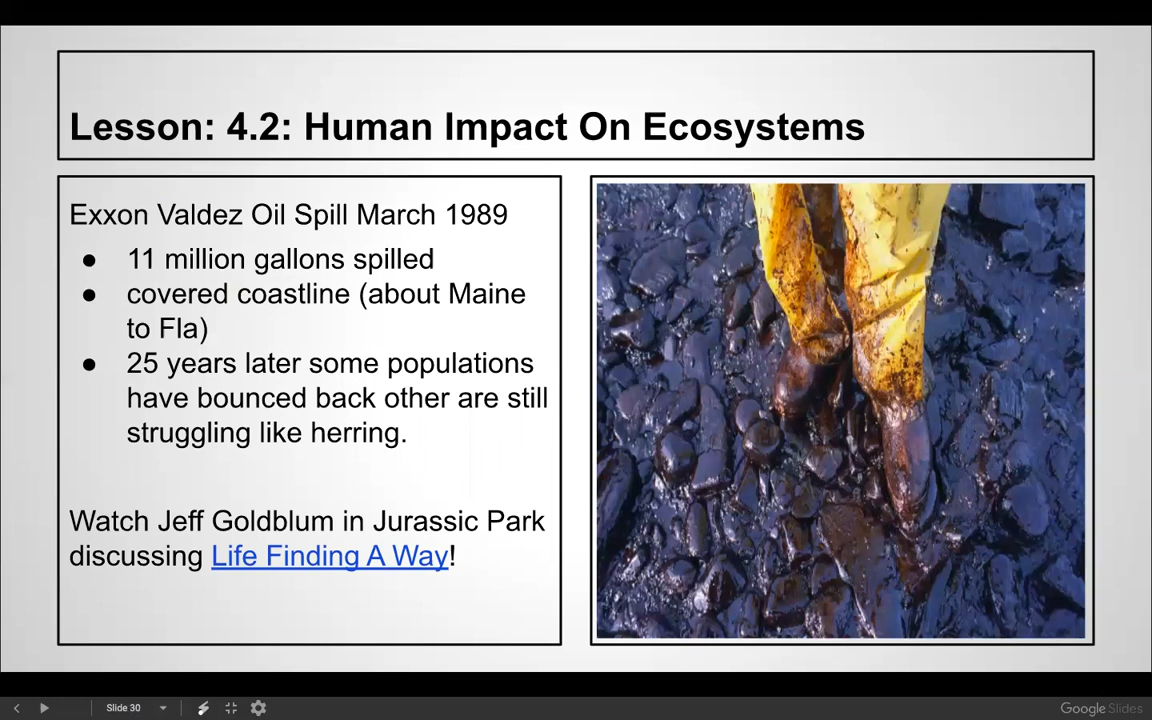 Lesson: 4.2: Human Impact On Ecosystems
Exxon Valdez Oil Spill March 1989
● 11 million gallons spilled
● covered coastline (about Maine
to Fla)
● 25 years later some populations
have bounced back other are still
struggling like herring.
Watch Jeff Goldblum in Jurassic Park
discussing Life Finding A Way!
Slide 30
Google Slides